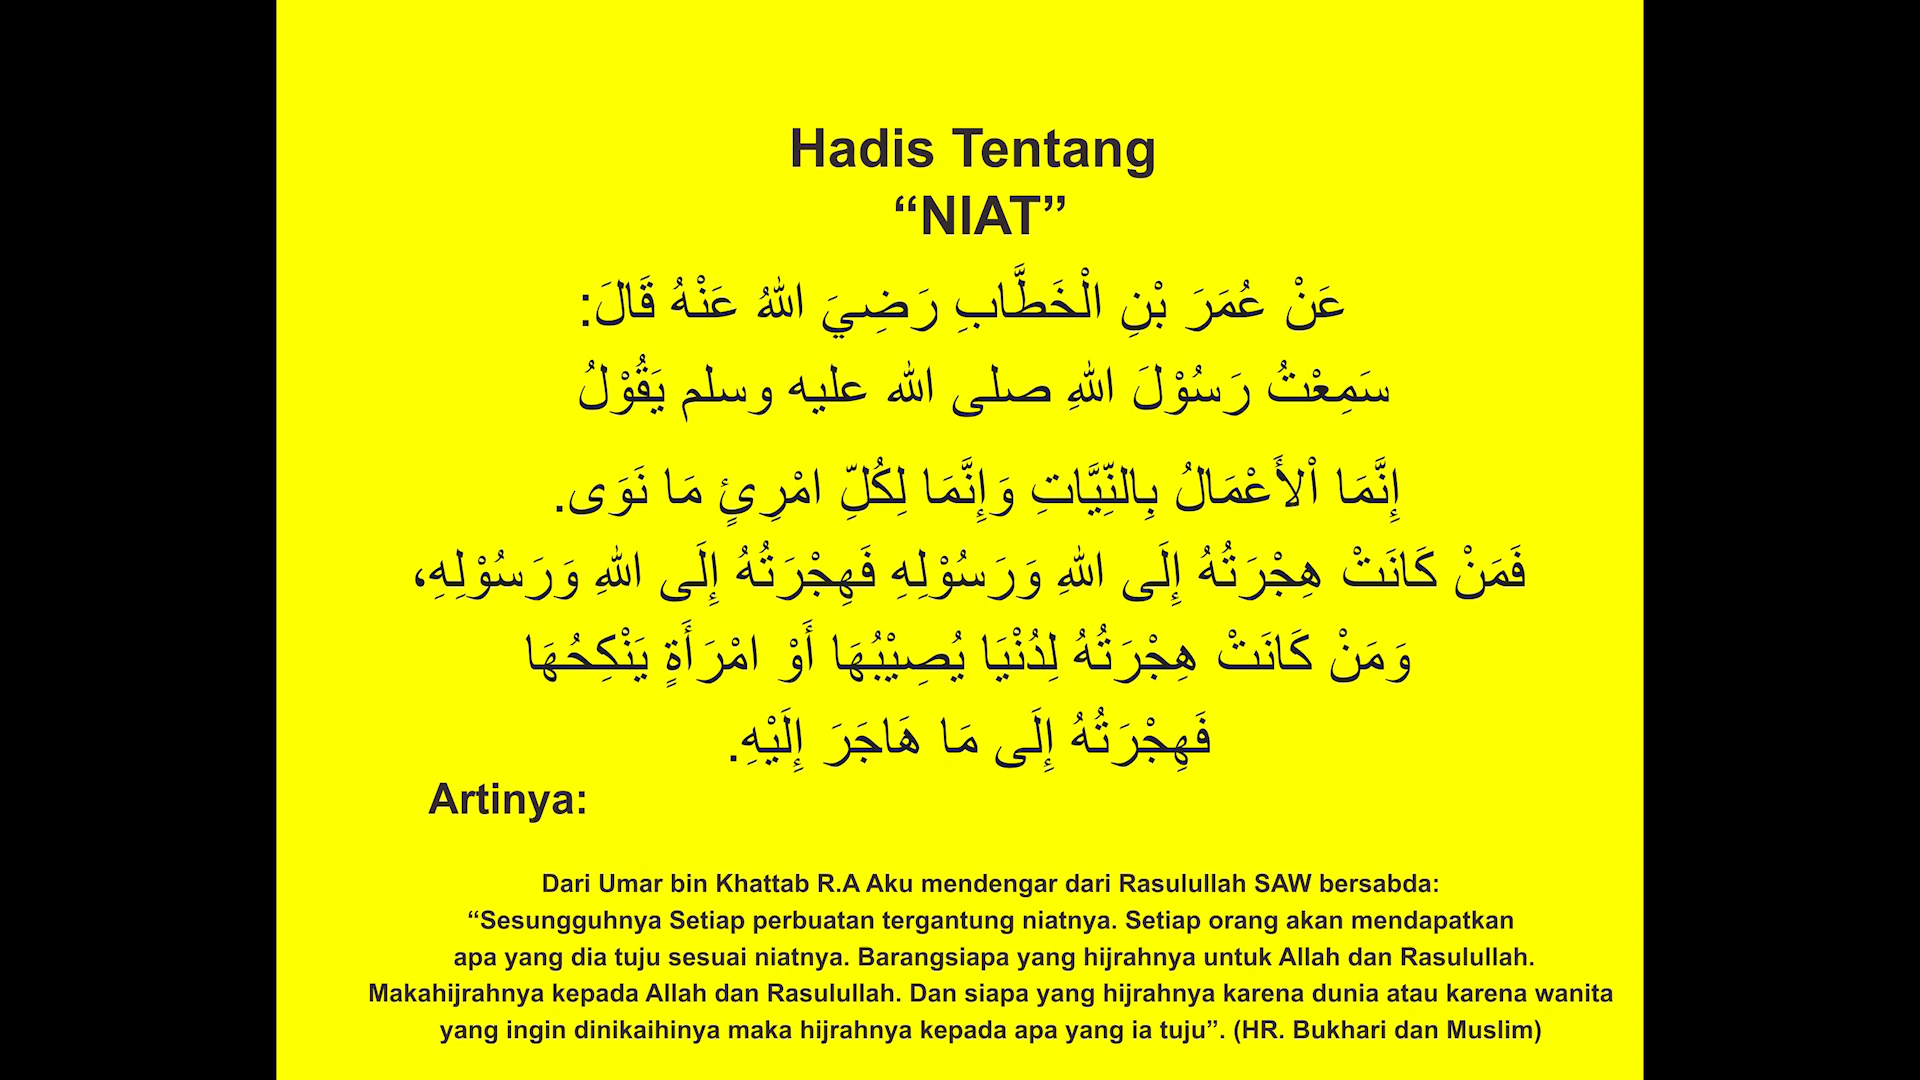 Hadis Tentang
“NIAT”
عَنْ عُمَرَ بْنِ الْخَطَّابِ رَضِيَ اللهُ عَنْهُ قَالَ:
سَمِعْتُ رَسُوْلَ اللهِ صلى الله عليه وسلم يَقُوْلُ
إِنَّمَا اْلأَعْمَالُ بِالنِّيَّاتِ وَإِنَّمَا لِكُلِّ امْرِئٍ مَا نَوَى.
فَمَنْ كَانَتْ هِجْرَتُهُ إِلَى اللهِ وَرَسُوْلِهِ فَهِجْرَتُهُ إِلَى اللهِ وَرَسُوْلِهِ،
وَمَنْ كَانَتْ هِجْرَتُهُ لِدُنْيَا يُصِيْبُهَا أَوْ امْرَأَةٍ يَنْكِحُهَا
فَهِجْرَتُهُ إِلَى مَا هَاجَرَ إِلَيْهِ.
Artinya:
Dari Umar bin Khattab R.A Aku mendengar dari Rasulullah SAW bersabda:
“Sesungguhnya Setiap perbuatan tergantung niatnya. Setiap orang akan mendapatkan
apa yang dia tuju sesuai niatnya. Barangsiapa yang hijrahnya untuk Allah dan Rasulullah.
Makahijrahnya kepada Allah dan Rasulullah. Dan siapa yang hijrahnya karena dunia atau karena wanita
yang ingin dinikaihinya maka hijrahnya kepada apa yang ia tuju”. (HR. Bukhari dan Muslim)